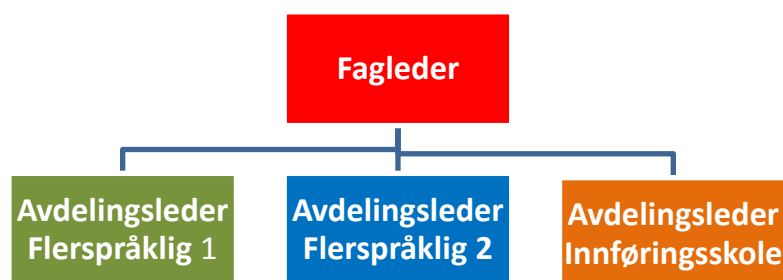 Fagleder
Avdelingsleder
Flerspråklig 1
Avdelingsleder
Flerspråklig 2
Avdelingsleder
Innføringsskole